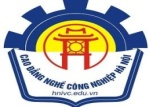 CAO ĐẲNG NGHỀ CÔNG NGHIỆP HÀ NỘI
hnivc.edu.vn